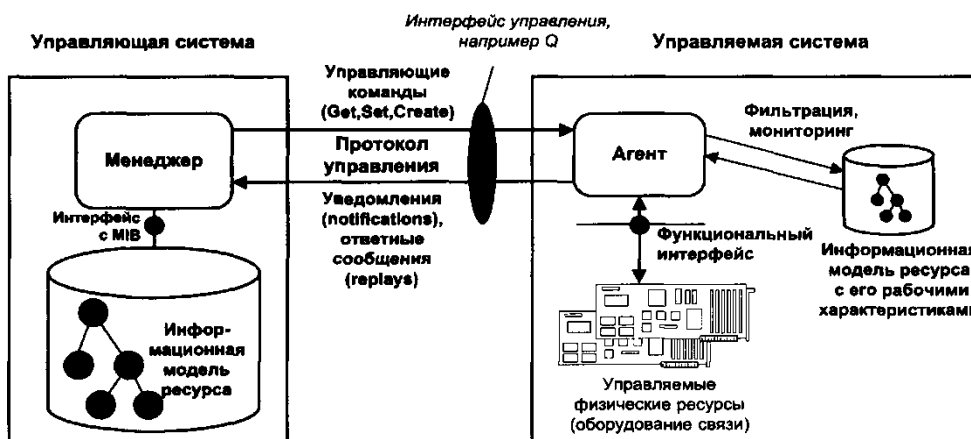 Интерфейс управления,
например Q
Управляющая система
Управляемая система
Управляющие
команды
(Get,Set,Create)
Протокол
управления
Уведомления
(notifications),
ответные
сообщения
(replays)
Менеджер
Интерфейс
с MIB
Инфор-
мационная
модель
ресурса
Агент
Фильтрация,
мониторинг
Функциональный
интерфейс
Информационная
модель ресурса
с его рабочими
характеристиками
Управляемые
физические ресурсы
(оборудование связи)